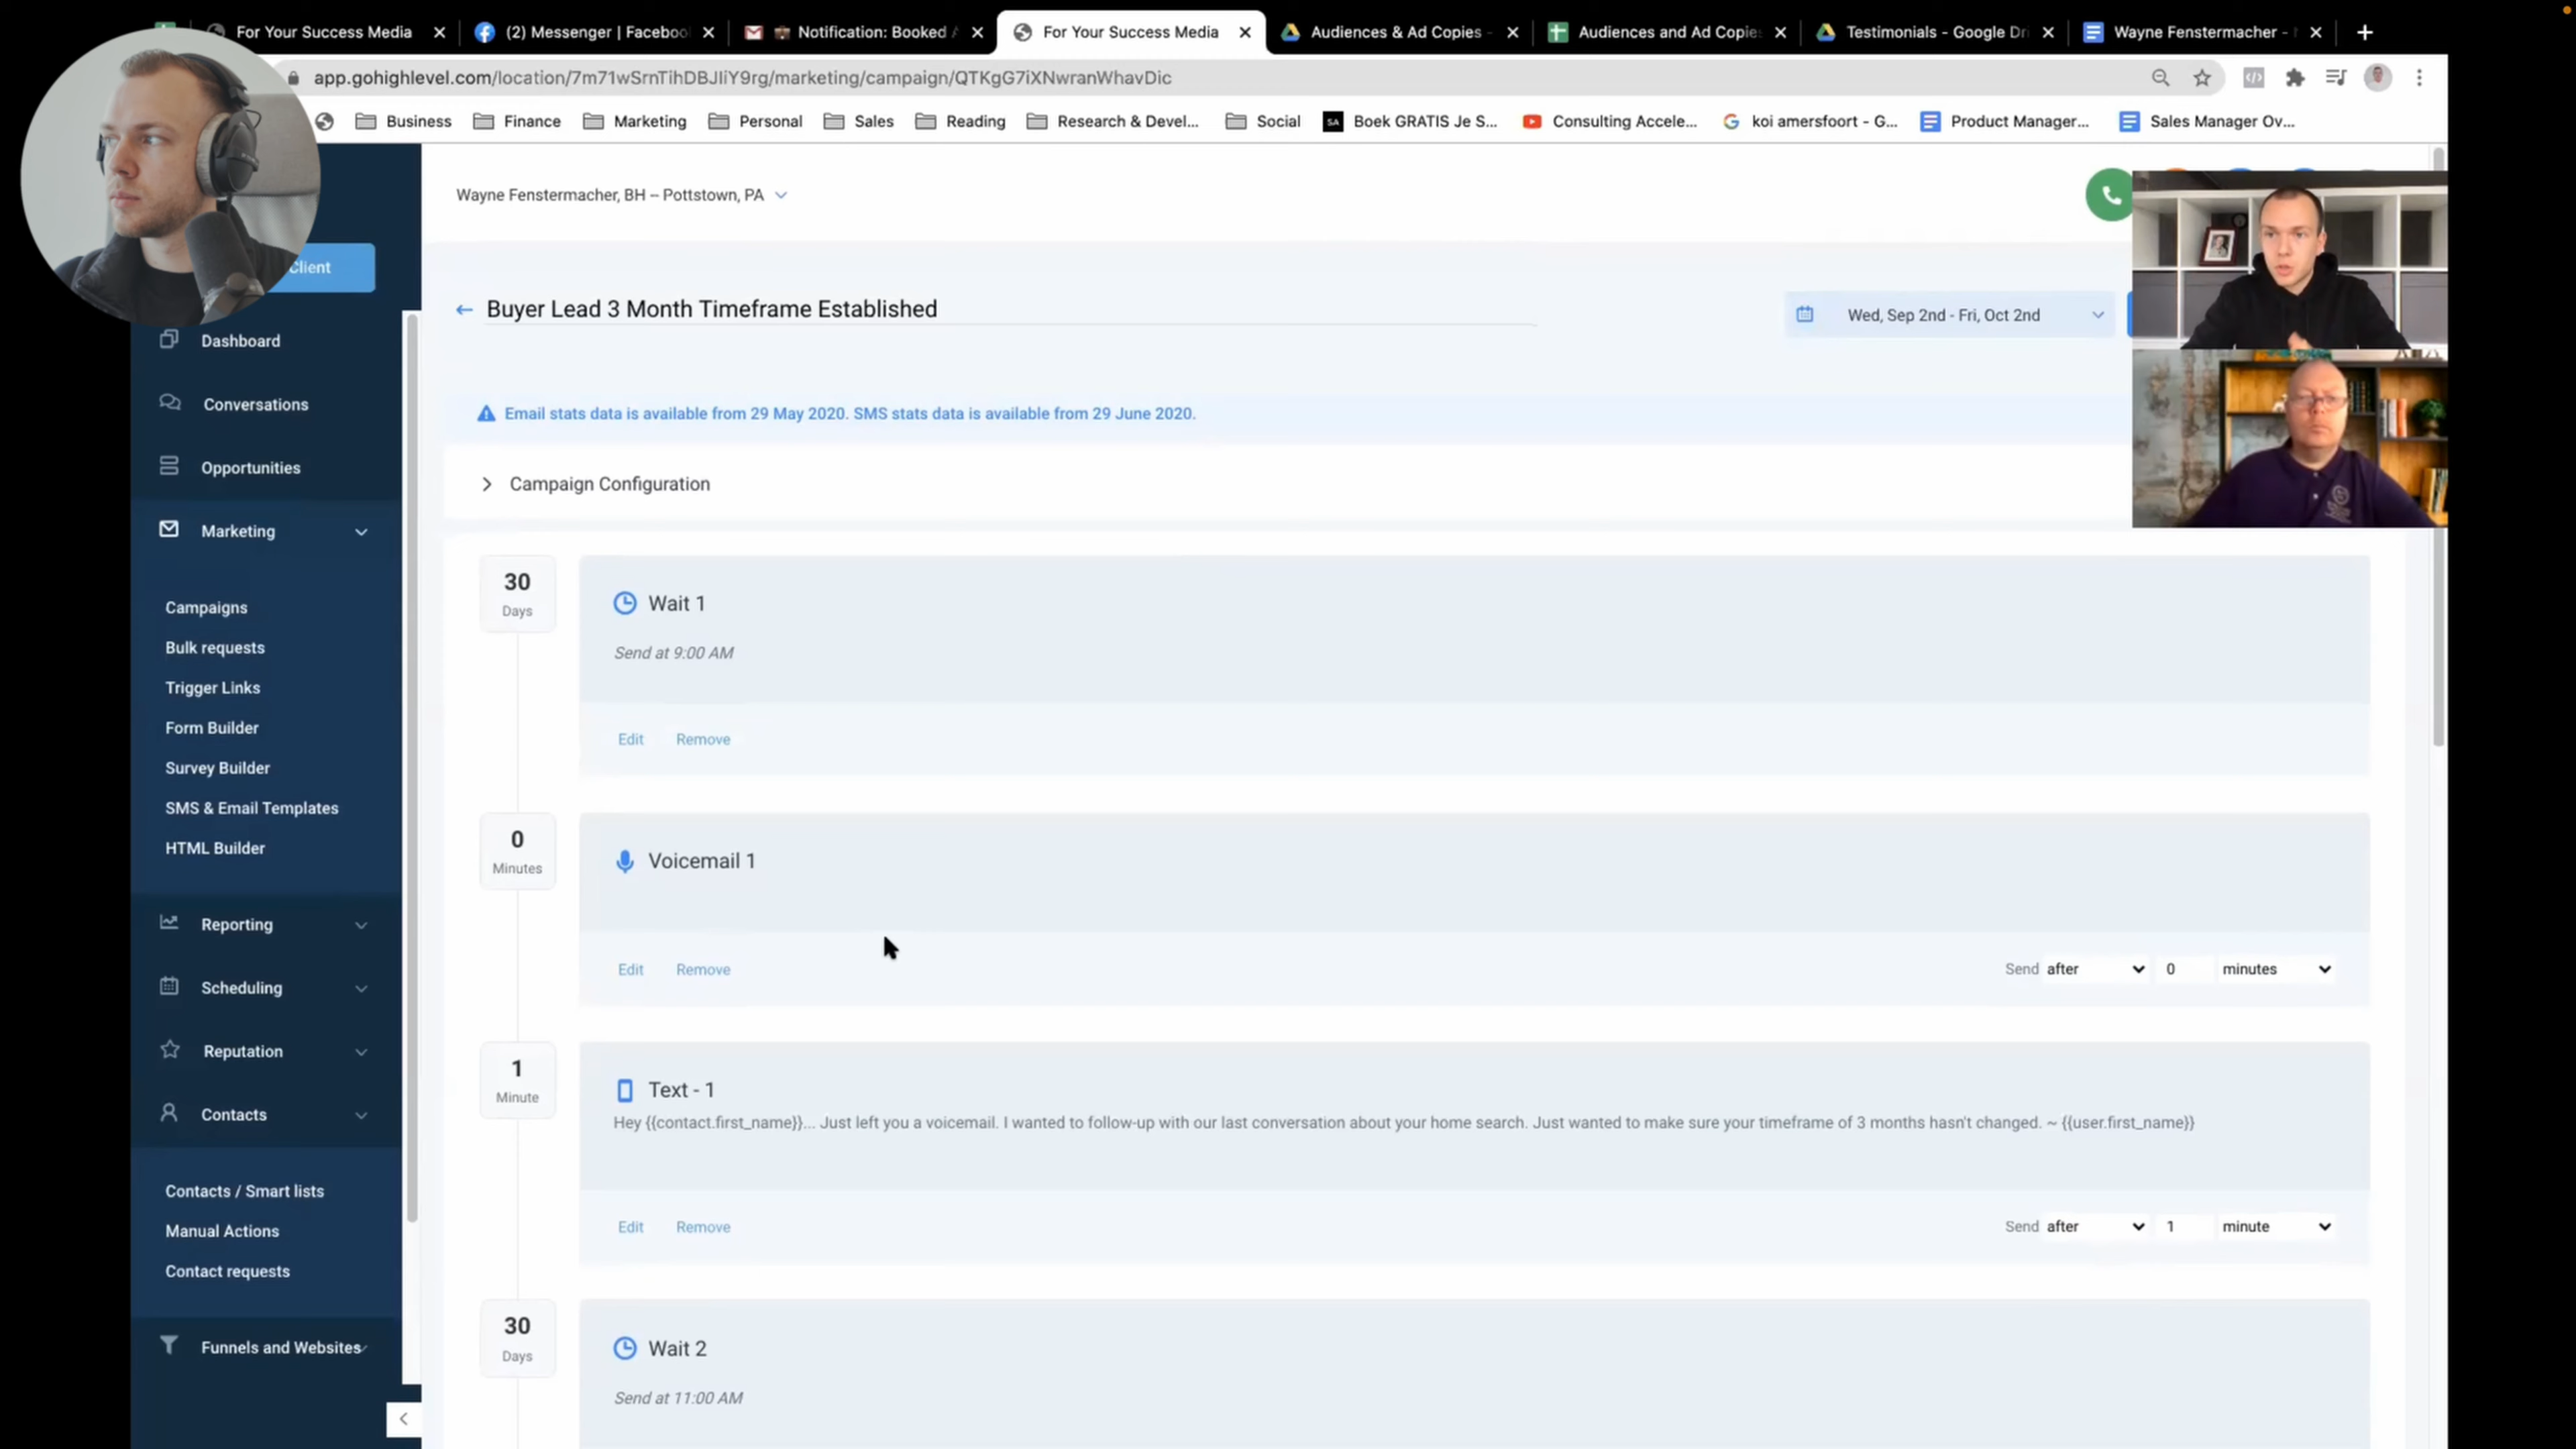 For Your Success Media
(2) Messenger | Faceboo
Notification: Booked
For Your Success Media
Audiences & Ad Copies -
Audiences and Ad Copie
Testimonials - Google Dri
Wayne Fenstermacher -
app.gohighlevel.com/location/7m71wSrnTihDBJIiY9rg/marketing/campaign/QTKgG7iXNwranWhavDic
Business
Finance
Marketing
Personal
Sales
Reading
Research & Devel...
Social
SA
Boek GRATIS Je S...
Consulting Accele...
koi amersfoort - G...
Product Manager...
Sales Manager Ov...
Client
Dashboard
Conversations
Opportunities
Marketing
Campaigns
Bulk requests
Trigger Links
Form Builder
Survey Builder
SMS & Email Templates
HTML Builder
Reporting
Scheduling
Reputation
Contacts
Contacts / Smart lists
Manual Actions
Contact requests
Funnels and Websites
Wayne Fenstermacher, BH -- Pottstown, PA
Buyer Lead 3 Month Timeframe Established
Wed, Sep 2nd - Fri, Oct 2nd
Email stats data is available from 29 May 2020. SMS stats data is available from 29 June 2020.
Campaign Configuration
30
Days
Wait 1
Send at 9:00 AM
Edit Remove
0
Minutes
Voicemail 1
Edit Remove
Send after 0 minutes
1
Minute
Text - 1
Hey {{contact.first_name}}... Just left you a voicemail. I wanted to follow-up with our last conversation about your home search. Just wanted to make sure your timeframe of 3 months hasn't changed. ~ {{user.first_name}}
Edit Remove
Send after 1 minute
30
Days
Wait 2
Send at 11:00 AM